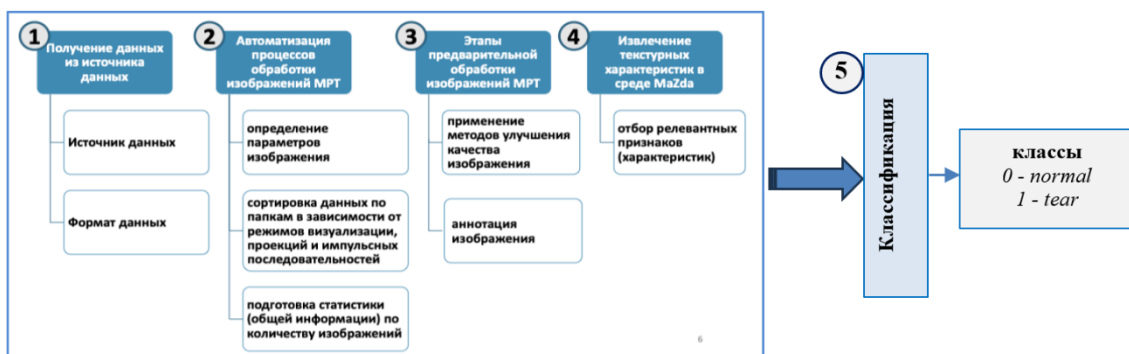 1
Получение данных
из источника
данных
Источник данных
Формат данных
2
Автоматизация
процессов
обработки
изображений МРТ
определение
параметров
изображения
сортировка данных по
папкам в зависимости от
режимов визуализации,
проекций и импульсных
последовательностей
подготовка статистики
(общей информации) по
количеству изображений
3
Этапы
предварительной
обработки
изображений МРТ
применение
методов улучшения
качества
изображения
аннотация
изображения
4
Извлечение
текстурных
характеристик в
среде MaZda
отбор релевантных
признаков
(характеристик)
6
5
Классификация
классы
0 - normal
1 - tear